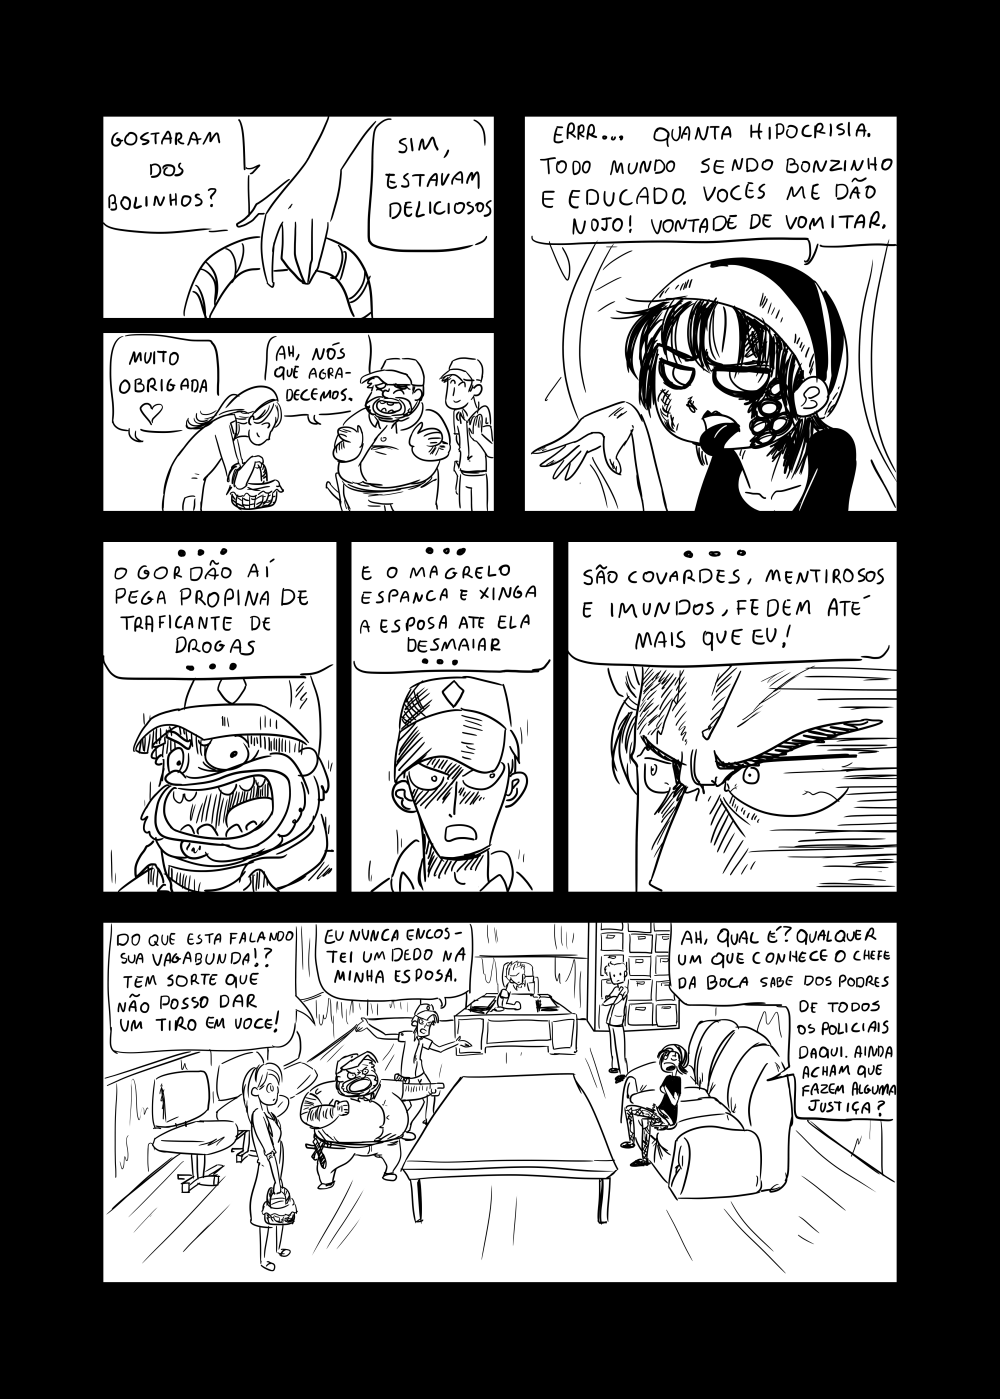 GOSTARAM
DOS
BOLINHOS?
SIM,
ESTAVAM
DELICIOSOS
MUITO
OBRIGADA
♡
AH, NÓS
QUE AGRA-
DECEMOS.
ERRR... QUANTA HIPOCRISIA.
TODO MUNDO SENDO BONZINHO
E EDUCADO. VOCÊS ME DÃO
NOJO! VONTADE DE VOMITAR.
...
O GORDÃO AÍ
PEGA PROPINA DE
TRAFICANTE DE
DROGAS
...
...
E O MAGRELO
ESPANCA E XINGA
A ESPOSA ATE ELA
DESMAIAR
...
...
SÃO COVARDES, MENTIROSOS
E IMUNDOS, FEDEM ATÉ
MAIS QUE EU!
DO QUE ESTA FALANDO
SUA VAGABUNDA!?
TEM SORTE QUE
NÃO POSSO DAR
UM TIRO EM VOCE!
EU NUNCA ENCOS-
TEI UM DEDO NA
MINHA ESPOSA.
AH, QUAL É? QUALQUER
UM QUE CONHECE O CHEFE
DA BOCA SABE DOS PODRES
DE TODOS
OS POLICIAIS
DAQUI. AINDA
ACHAM QUE
FAZEM ALGUMA
JUSTIÇA?